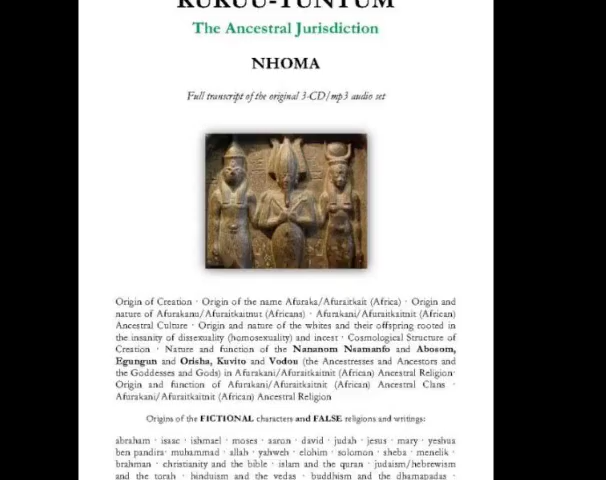 KUKUU-TUNTUM
The Ancestral Jurisdiction
NHOMA
Full transcript of the original 3-CD/mp3 audio set
Origin of Creation · Origin of the name Afuraka/Afuraitkait (Africa) · Origin and
nature of Afurakanu/Afuraitkaitnut (Africans) · Afurakani/Afuraitkaitnit (African)
Ancestral Culture · Origin and nature of the whites and their offspring rooted in
the insanity of dissexuality (homosexuality) and incest · Cosmological Structure of
Creation · Nature and function of the Nananom Nsamanfo and Abosom,
Egungun and Orisha, Kuvito and Vodou (the Ancestresses and Ancestors and
the Goddesses and Gods) in Afurakani/Afuraitkaitnit (African) Ancestral Religion·
Origin and function of Afurakani/Afuraitkaitnit (African) Ancestral Clans ·
Afurakani/Afuraitkaitnit (African) Ancestral Religion
Origins of the FICTIONAL characters and FALSE religions and writings:
abraham · isaac · ishmael · moses · aaron · david · judah · jesus · mary · yeshua
ben pandira· muhammad · allah · yahweh · elohim · solomon · sheba · menelik ·
brahman · christianity and the bible · islam and the quran · judaism/hebrewism
and the torah · hinduism and the vedas · buddhism and the dhamapadas ·